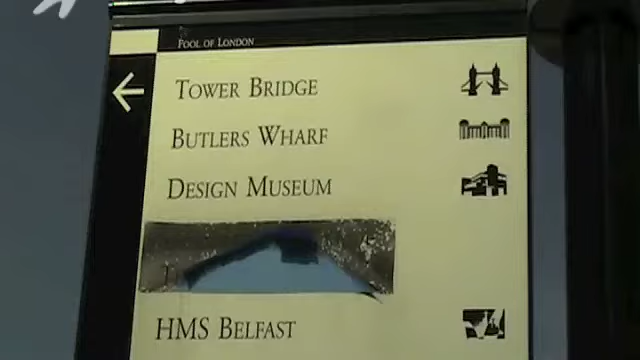 POOL OF LONDON
TOWER BRIDGE
BUTLERS WHARF
DESIGN MUSEUM
HMS BELFAST